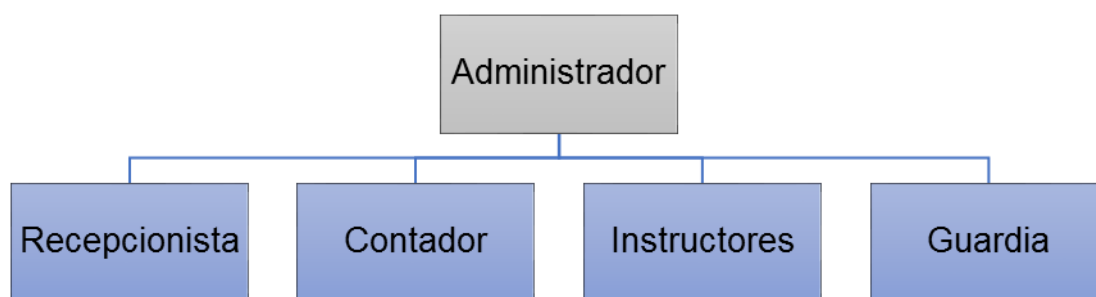 Administrador
Recepcionista
Contador
Instructores
Guardia